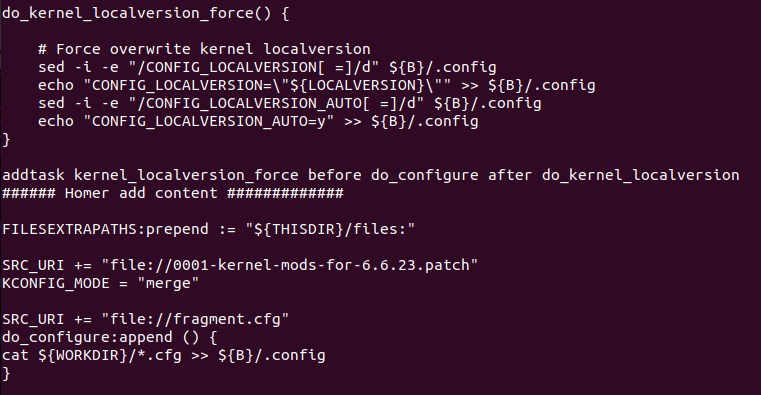 do_kernel_localversion_force() {
# Force overwrite kernel localversion
sed -i -e "/CONFIG_LOCALVERSION[ =]/d" ${B}/.config
echo "CONFIG_LOCALVERSION=\"${LOCALVERSION}\"" >> ${B}/.config
sed -i -e "/CONFIG_LOCALVERSION_AUTO[ =]/d" ${B}/.config
echo "CONFIG_LOCALVERSION_AUTO=y" >> ${B}/.config
}
addtask kernel_localversion_force before do_configure after do_kernel_localversion
###### Homer add content #############
FILESEXTRAPATHS:prepend := "${THISDIR}/files:"
SRC_URI += "file://0001-kernel-mods-for-6.6.23.patch"
KCONFIG_MODE = "merge"
SRC_URI += "file://fragment.cfg"
do_configure:append () {
cat ${WORKDIR}/*.cfg >> ${B}/.config
}